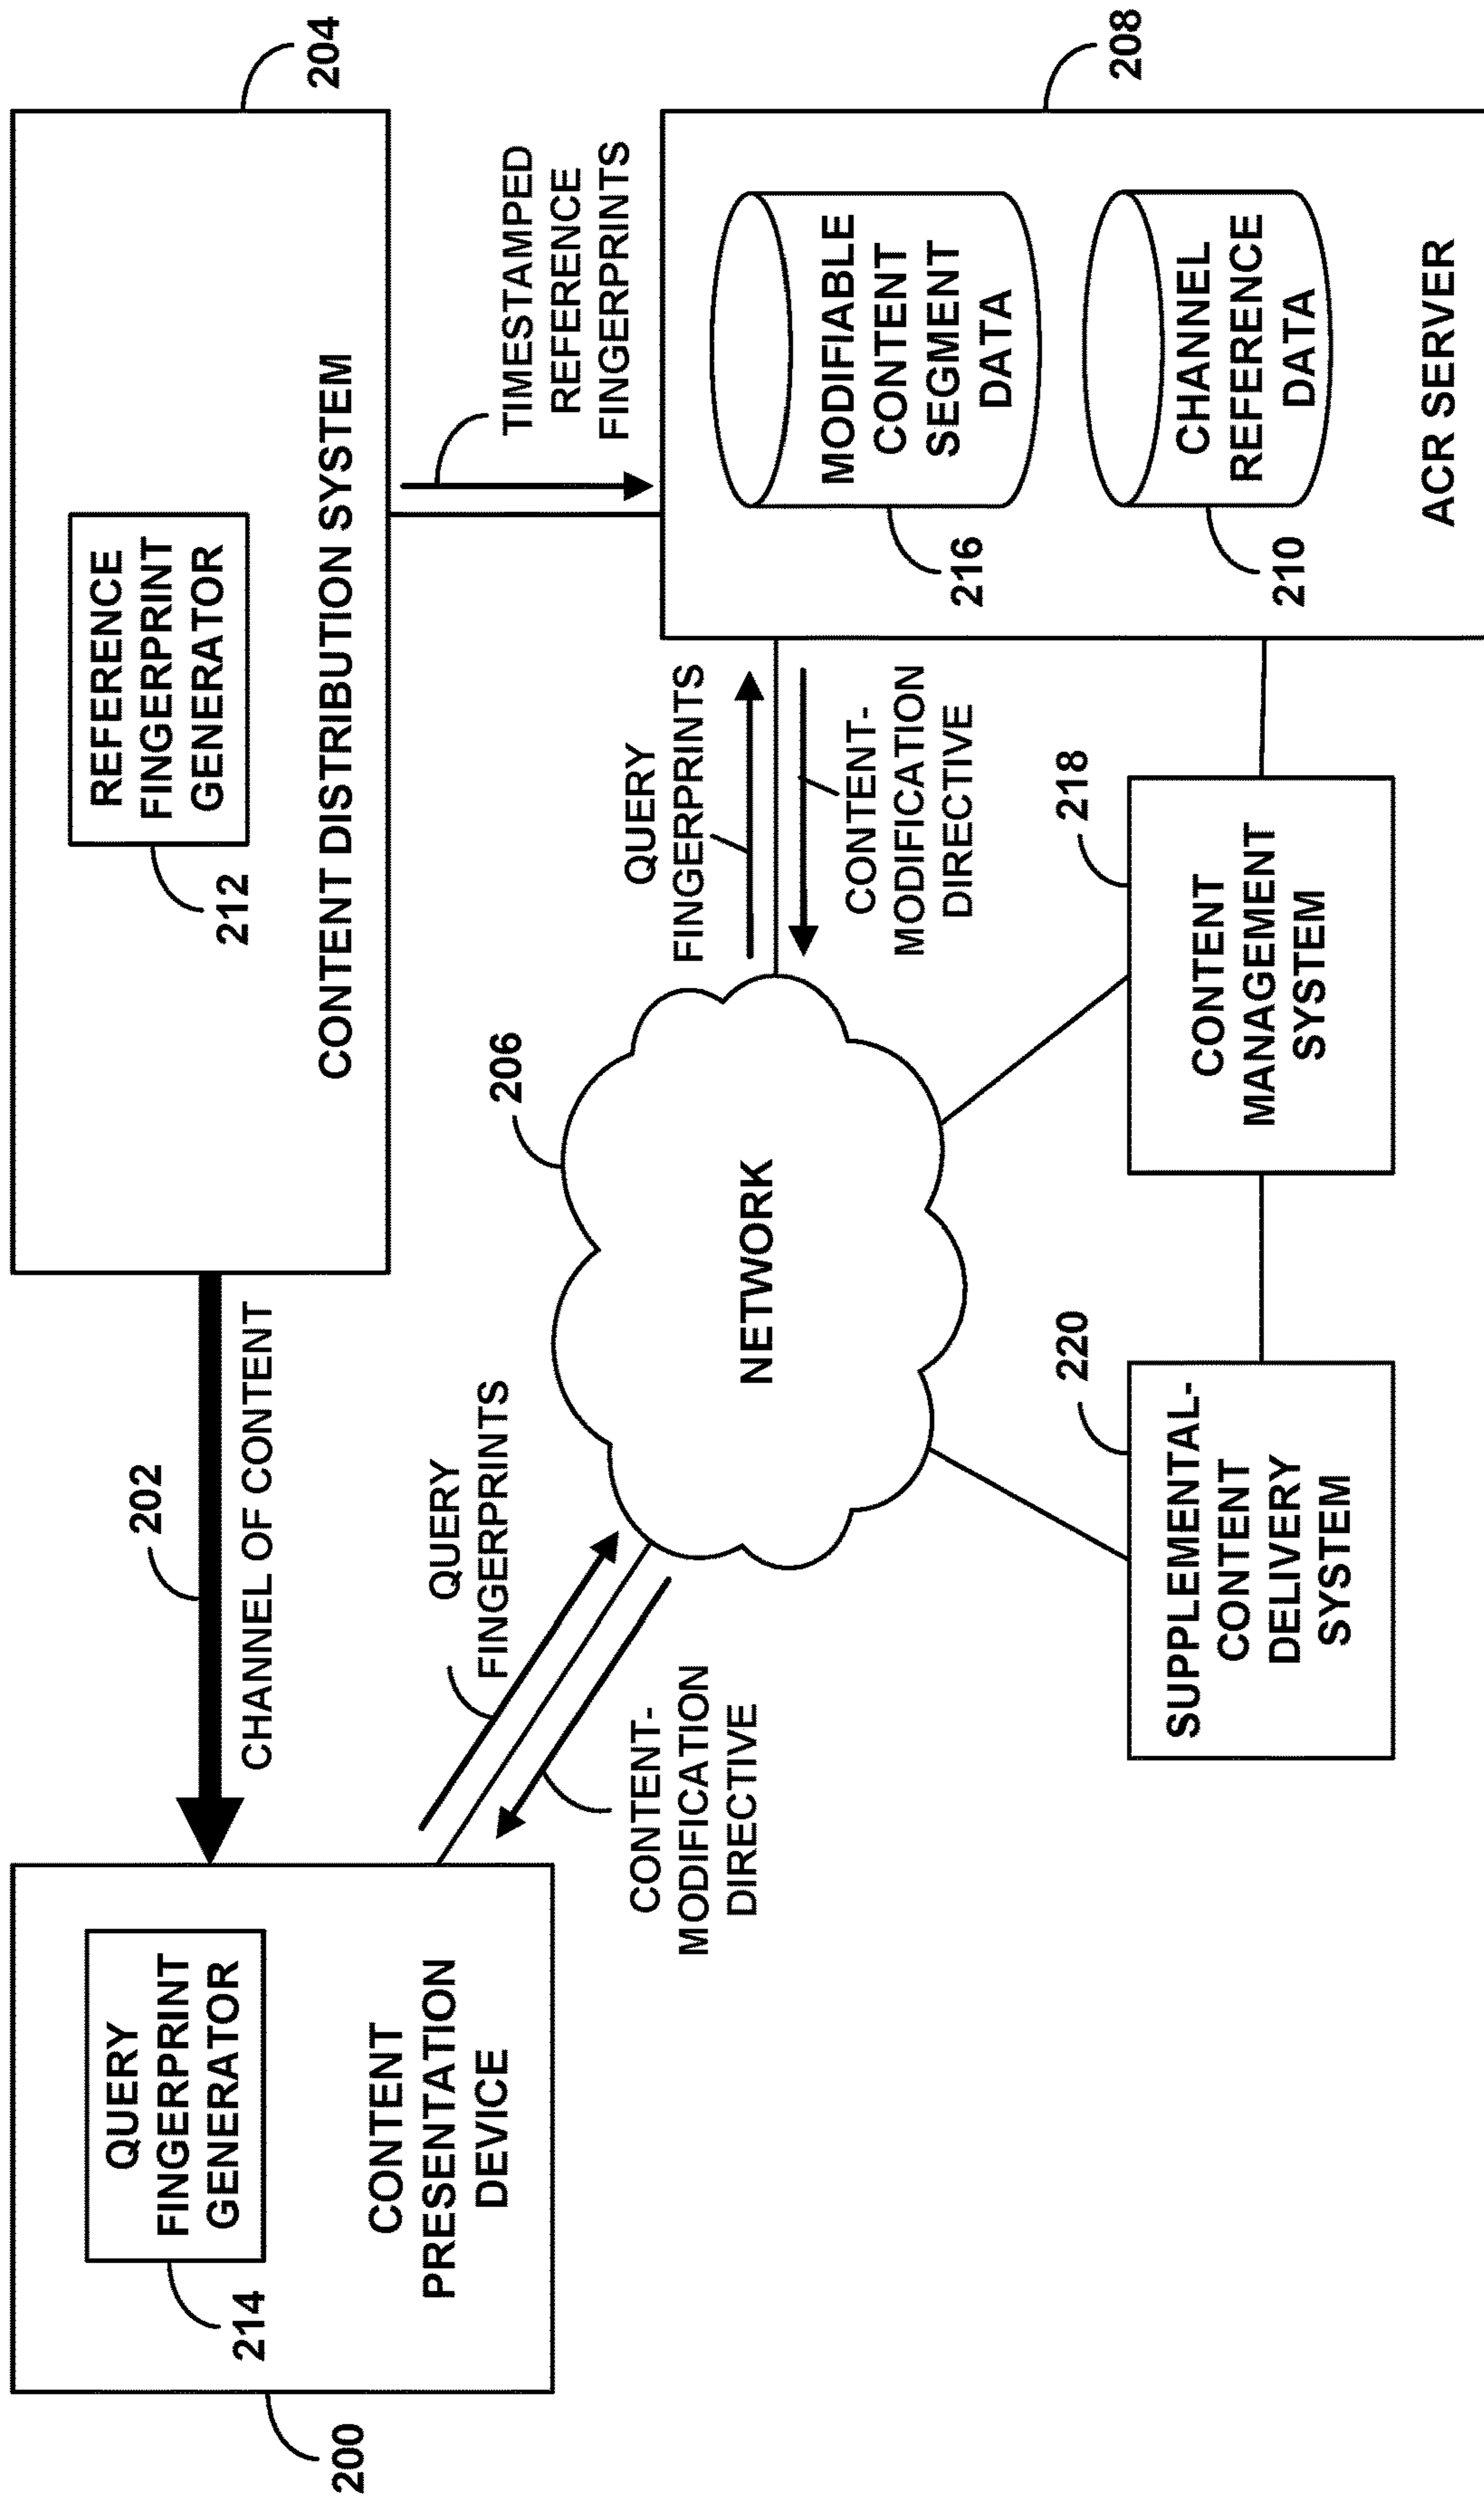 200
214
QUERY
FINGERPRINT
GENERATOR
CONTENT
PRESENTATION
DEVICE
202
CHANNEL OF CONTENT
212
REFERENCE
FINGERPRINT
GENERATOR
CONTENT DISTRIBUTION SYSTEM
204
QUERY
FINGERPRINTS
CONTENT-
MODIFICATION
DIRECTIVE
206
NETWORK
QUERY
FINGERPRINTS
CONTENT-
MODIFICATION
DIRECTIVE
TIMESTAMPED
REFERENCE
FINGERPRINTS
208
MODIFIABLE
CONTENT
SEGMENT
DATA
216
CHANNEL
REFERENCE
DATA
210
ACR SERVER
220
SUPPLEMENTAL-
CONTENT
DELIVERY
SYSTEM
218
CONTENT
MANAGEMENT
SYSTEM